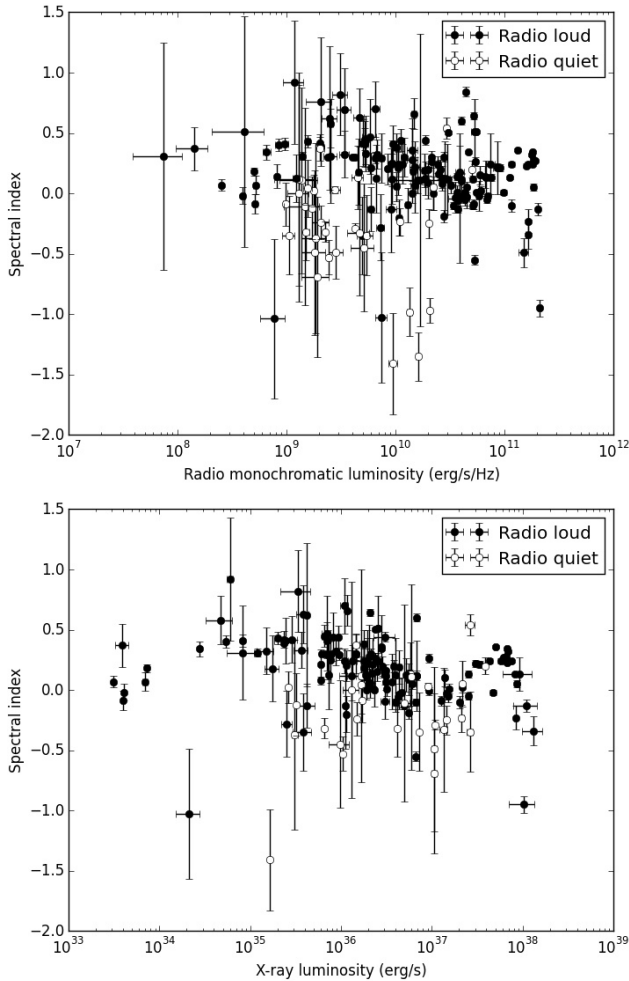 1.5
1.0
0.5
0.0
−0.5
−1.0
−1.5
−2.0
Spectral index
Radio loud
Radio quiet
10^7 10^8 10^9 10^10 10^11 10^12
Radio monochromatic luminosity (erg/s/Hz)
1.5
1.0
0.5
0.0
−0.5
−1.0
−1.5
−2.0
Spectral index
Radio loud
Radio quiet
10^33 10^34 10^35 10^36 10^37 10^38 10^39
X-ray luminosity (erg/s)